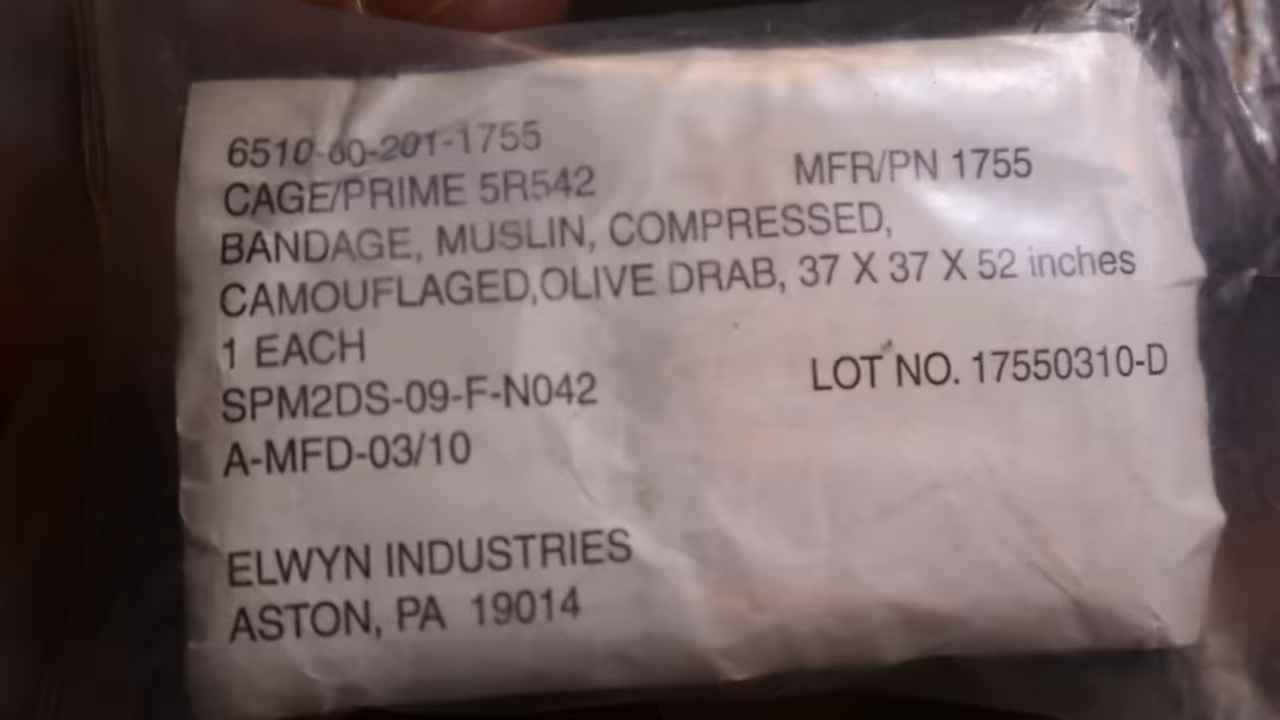 6510-00-201-1755
CAGE/PRIME 5R542 MFR/PN 1755
BANDAGE, MUSLIN, COMPRESSED,
CAMOUFLAGED,OLIVE DRAB, 37 X 37 X 52 inches
1 EACH
SPM2DS-09-F-N042 LOT NO. 17550310-D
A-MFD-03/10
ELWYN INDUSTRIES
ASTON, PA 19014